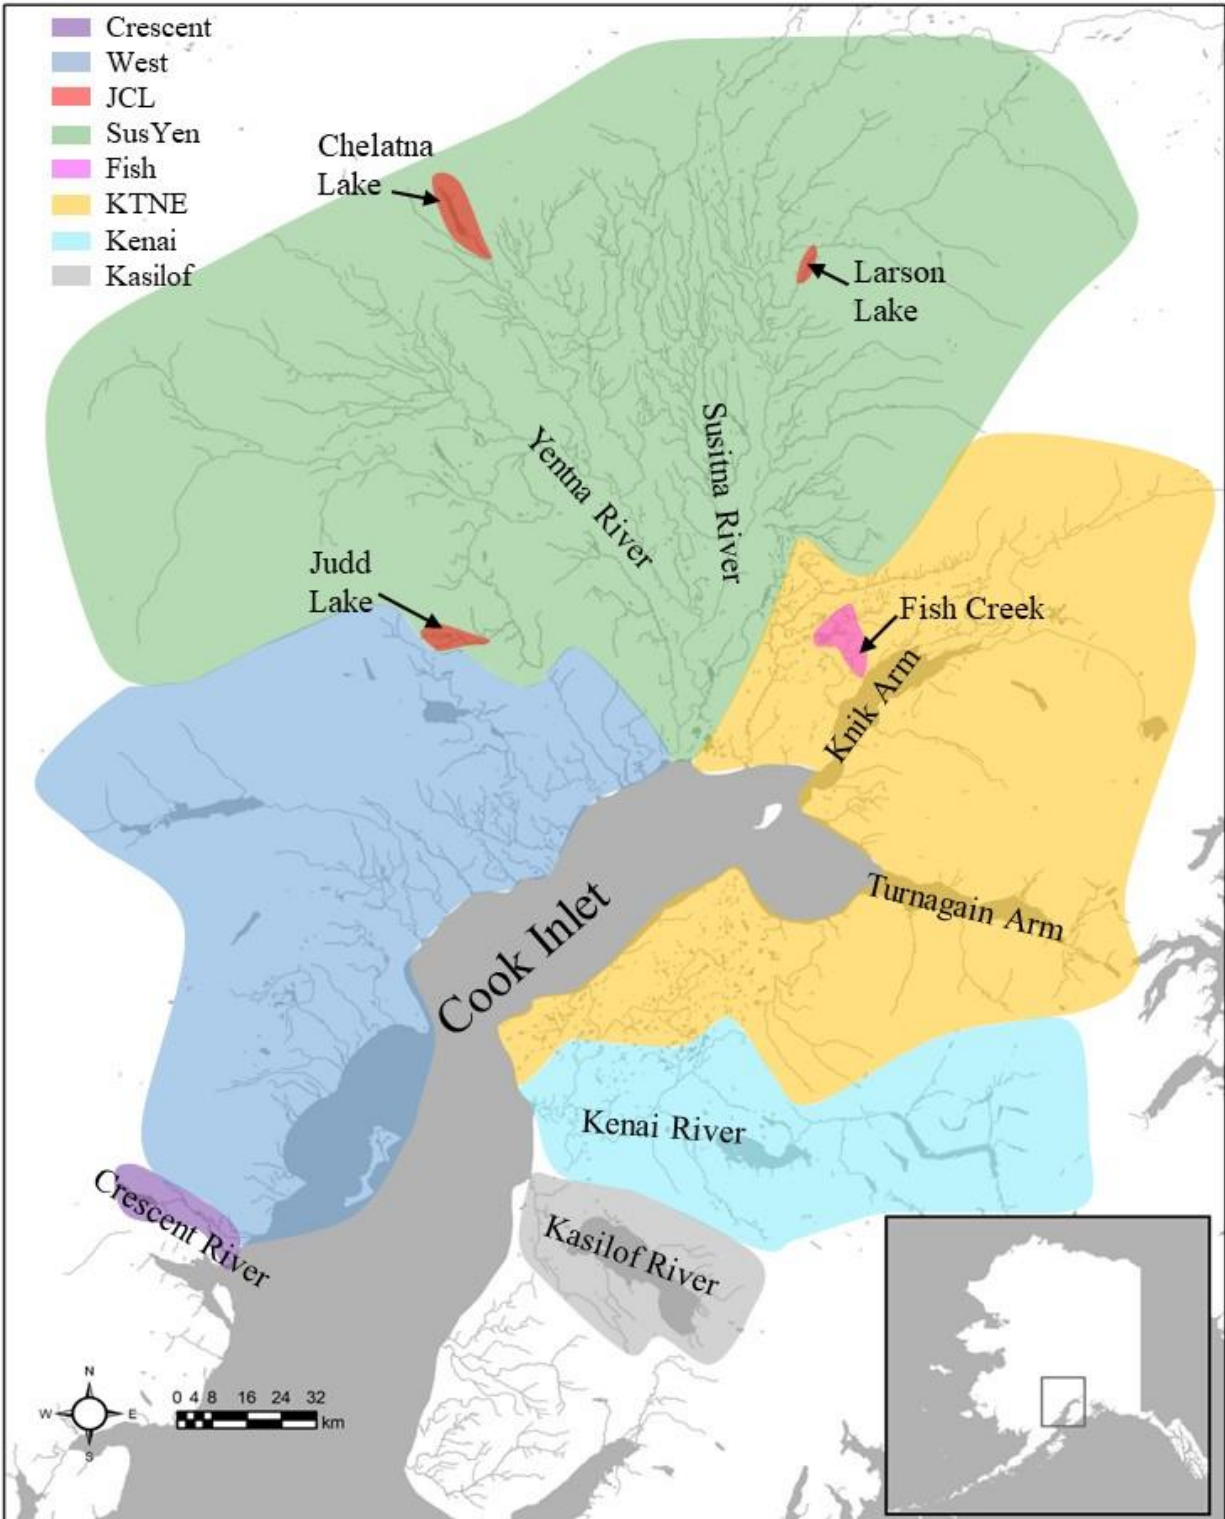 Crescent
West
JCL
SusYen
Fish
KTNE
Kenai
Kasilof
Chelatna
Lake
Larson
Lake
Yentna River
Susitna River
Judd
Lake
Fish Creek
Knik Arm
Turnagain Arm
Cook Inlet
Kenai River
Crescent River
Kasilof River
N
W
E
S
0 4 8 16 24 32
km